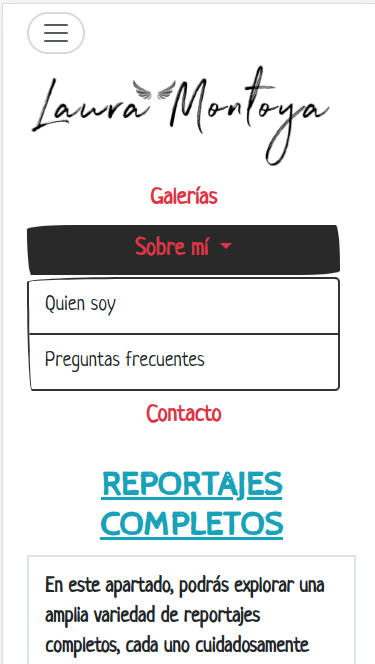 Laura Montoya
Galerías
Sobre mí
Quien soy
Preguntas frecuentes
Contacto
REPORTAJES
COMPLETOS
En este apartado, podrás explorar una
amplia variedad de reportajes
completos, cada uno cuidadosamente